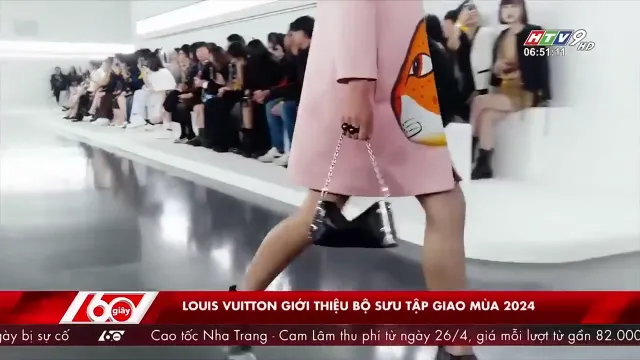 HTV9 HD
06:51:11
60 giây
LOUIS VUITTON GIỚI THIỆU BỘ SƯU TẬP GIAO MÙA 2024
gày bị sự cố 60 Cao tốc Nha Trang - Cam Lâm thu phí từ ngày 26/4, giá mỗi lượt từ gần 82.000